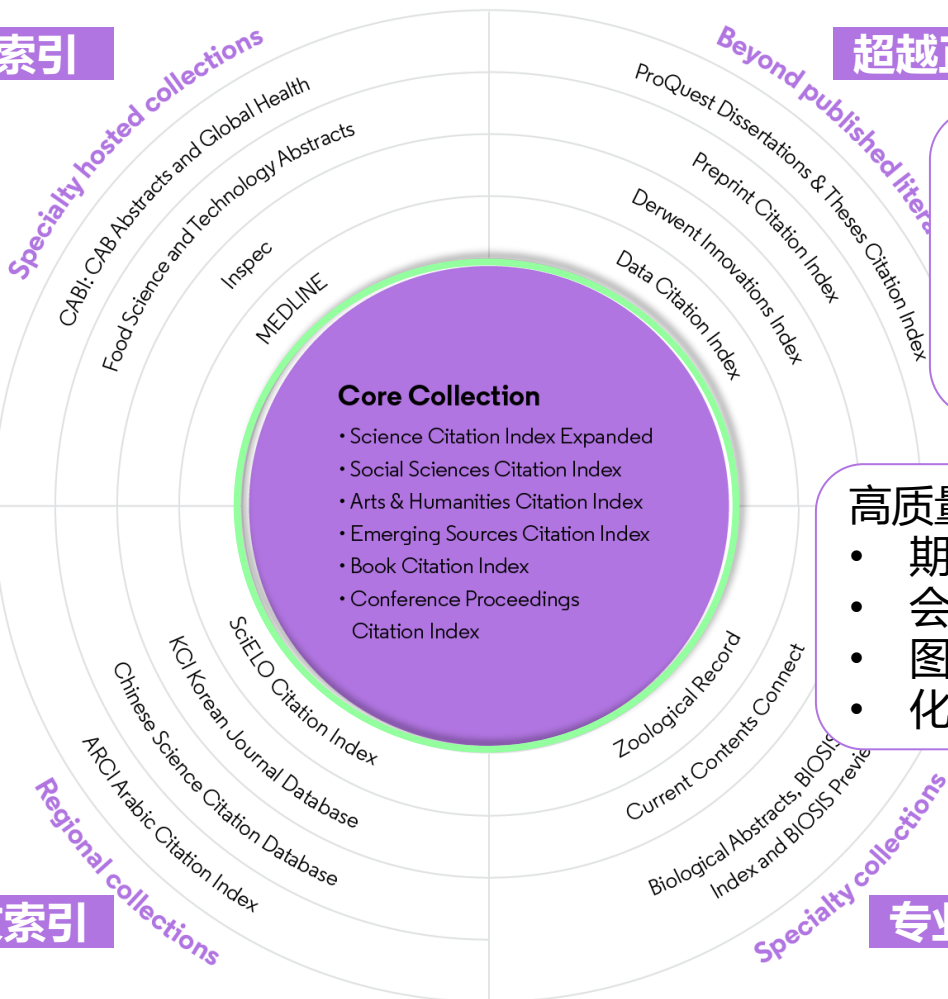 索引
Specialty hosted collections
CABI: CAB Abstracts and Global Health
Food Science and Technology Abstracts
Inspec
MEDLINE
超越
Beyond published litera
ProQuest Dissertations & Theses Citation Index
Preprint Citation Index
Derwent Innovations Index
Data Citation Index
Core Collection
• Science Citation Index Expanded
• Social Sciences Citation Index
• Arts & Humanities Citation Index
• Emerging Sources Citation Index
• Book Citation Index
• Conference Proceedings
Citation Index
高质量
• 期
• 会
• 图
• 化
SciELO Citation Index
KCI Korean Journal Database
Chinese Science Citation Database
ARCI Arabic Citation Index
Regional collections
索引
Zoological Record
Current Contents Connect
Biological Abstracts, BIOSIS
Index and BIOSIS Previe
Specialty collections
专业